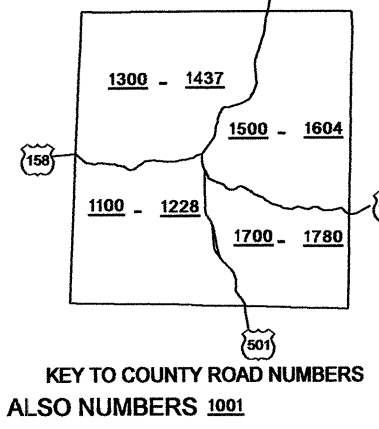 1300 - 1437
1500 - 1604
158
1100 - 1228
1700 - 1780
501
KEY TO COUNTY ROAD NUMBERS
ALSO NUMBERS 1001